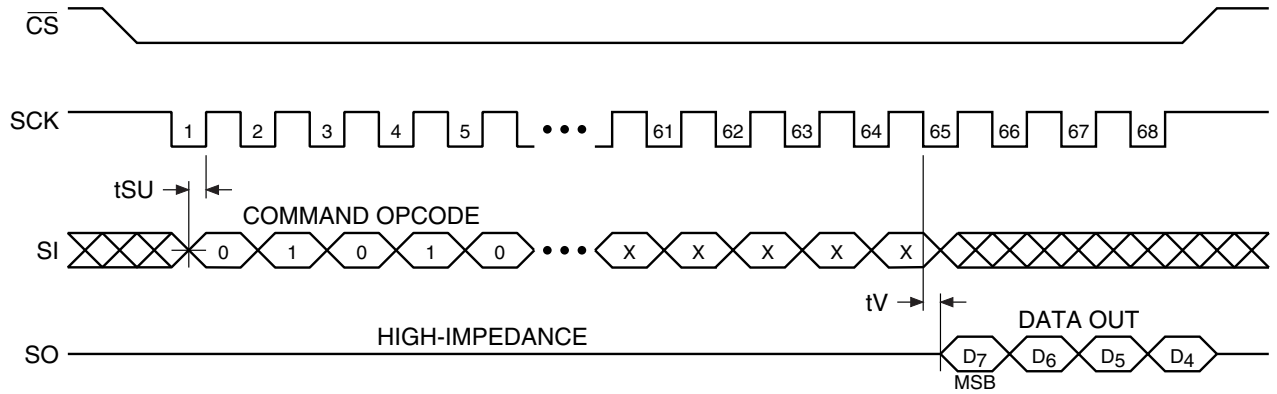 CS
SCK 1 2 3 4 5 ••• 61 62 63 64 65 66 67 68
tSU
COMMAND OPCODE
SI 0 1 0 1 0 ••• X X X X X
tV
HIGH-IMPEDANCE DATA OUT
SO D7 D6 D5 D4
MSB